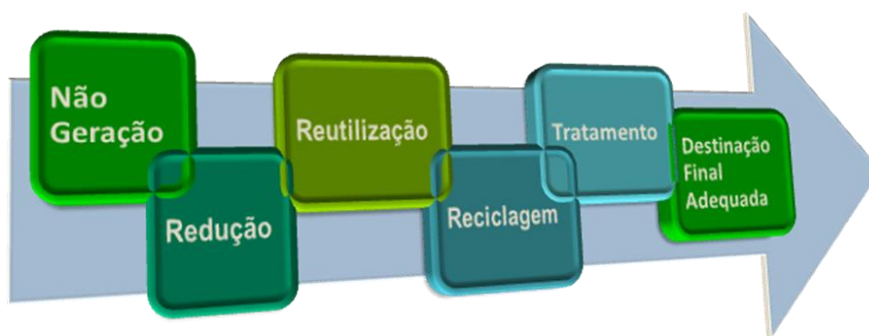 Não
Geração
Redução
Reutilização
Reciclagem
Tratamento
Destinação
Final
Adequada